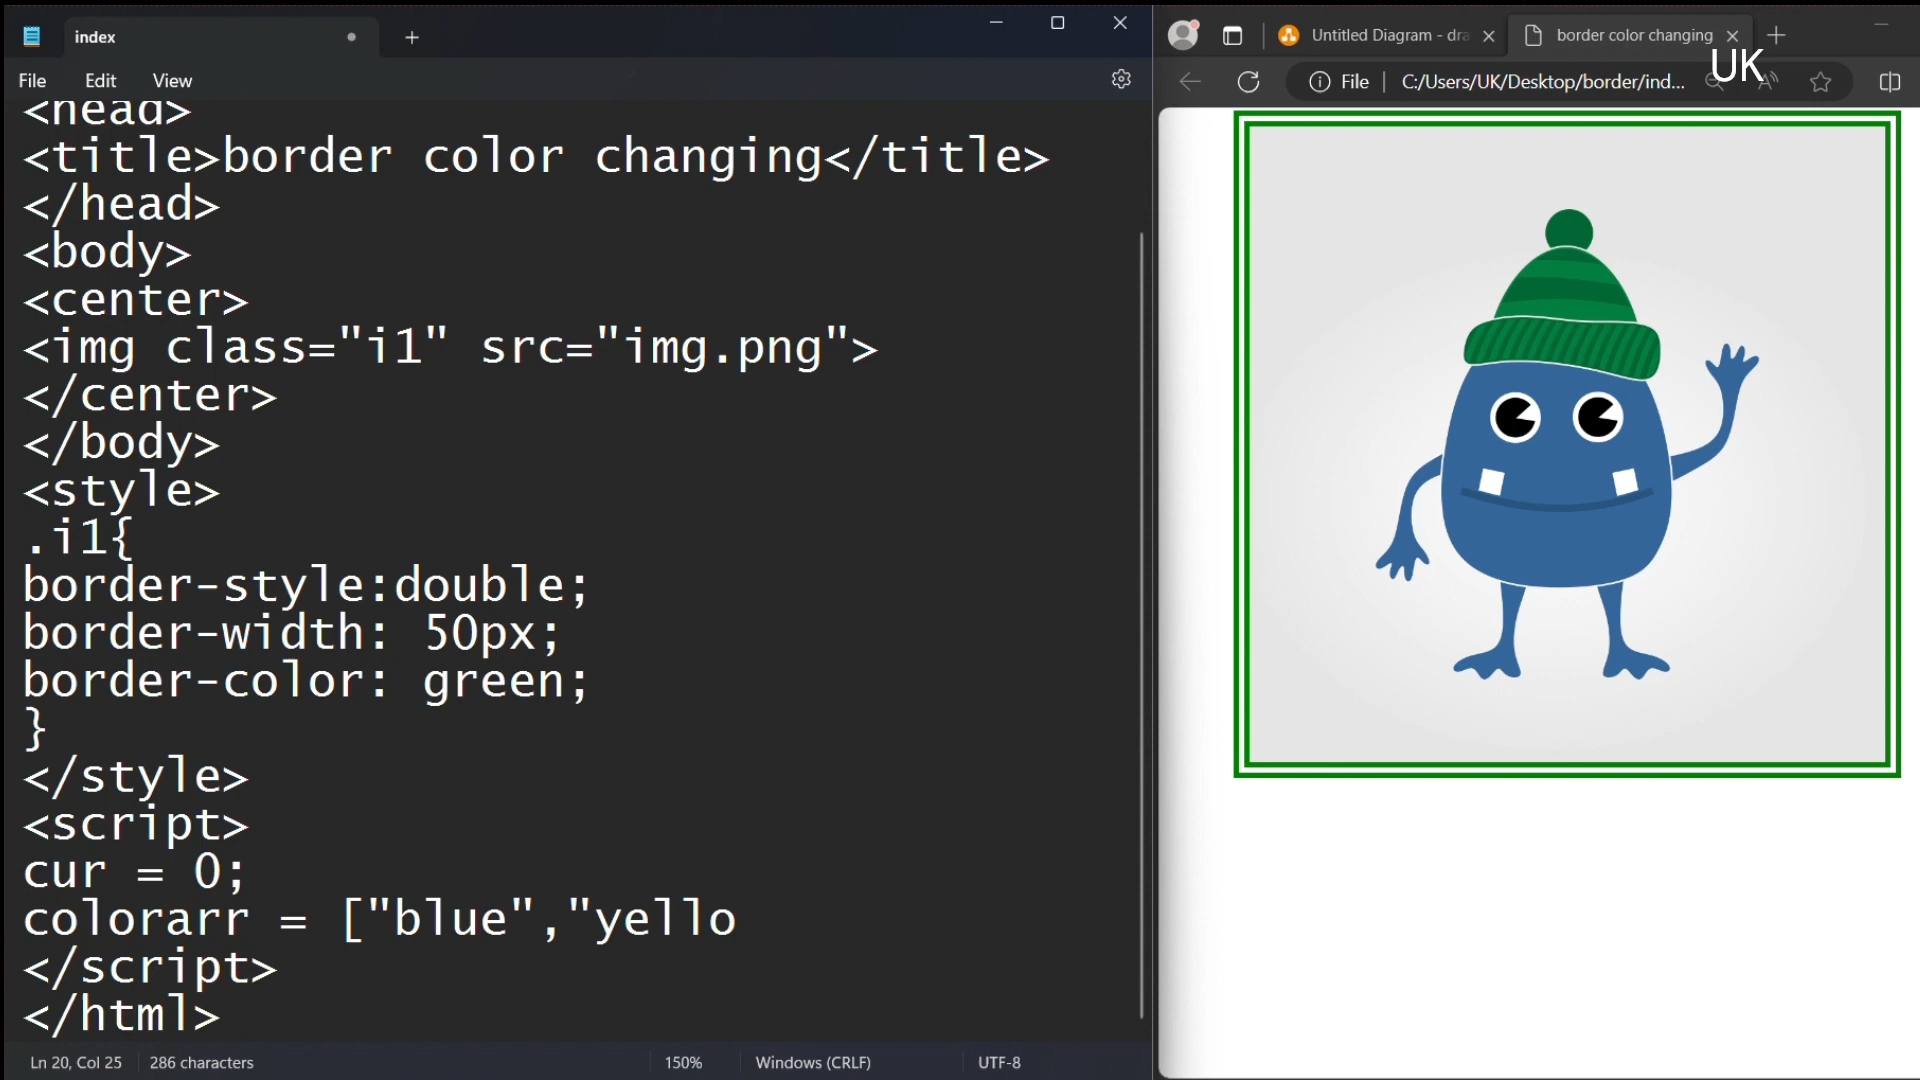 index
File Edit View
<head>
<title>border color changing</title>
</head>
<body>
<center>
<img class="i1" src="img.png">
</center>
</body>
<style>
.i1{
border-style:double;
border-width: 50px;
border-color: green;
}
</style>
<script>
cur = 0;
colorarr = ["blue","yello
</script>
</html>
Ln 20, Col 25 286 characters 150% Windows (CRLF) UTF-8
Untitled Diagram - dra border color changing
UK
File C:/Users/UK/Desktop/border/ind...